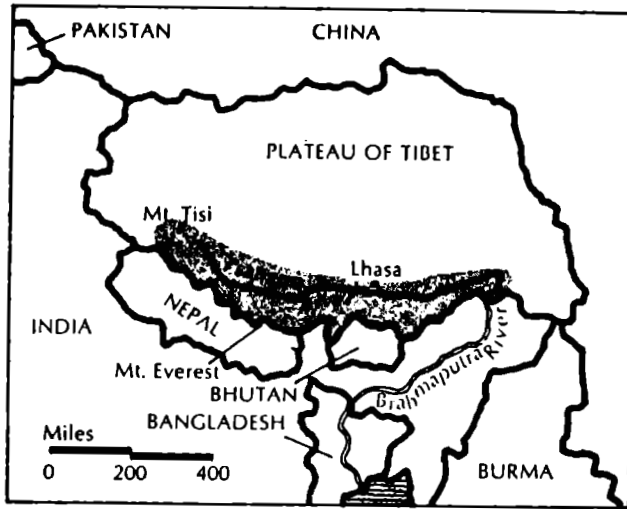 PAKISTAN
CHINA
PLATEAU OF TIBET
Mt. Tisi
Lhasa
NEPAL
INDIA
Mt. Everest
BHUTAN
Brahmaputra River
BANGLADESH
Miles
0 200 400
BURMA